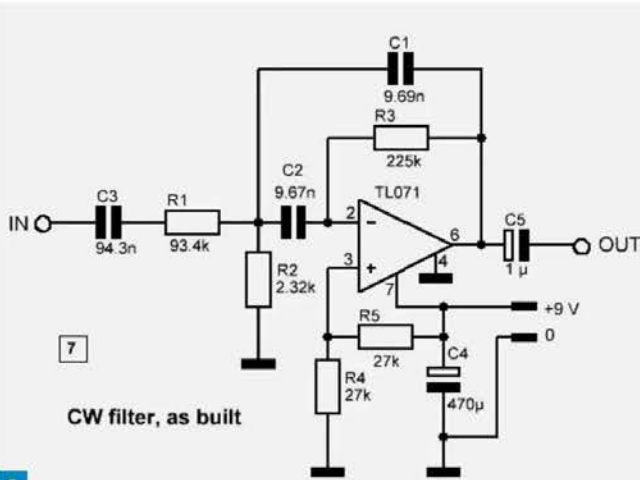 C1
9.69n
R3
225k
C2
9.67n
TL071
C3
94.3n
R1
93.4k
IN
2
3
6
4
7
C5
1 µ
OUT
R2
2.32k
+9 V
0
R5
27k
C4
470µ
R4
27k
7
CW filter, as built